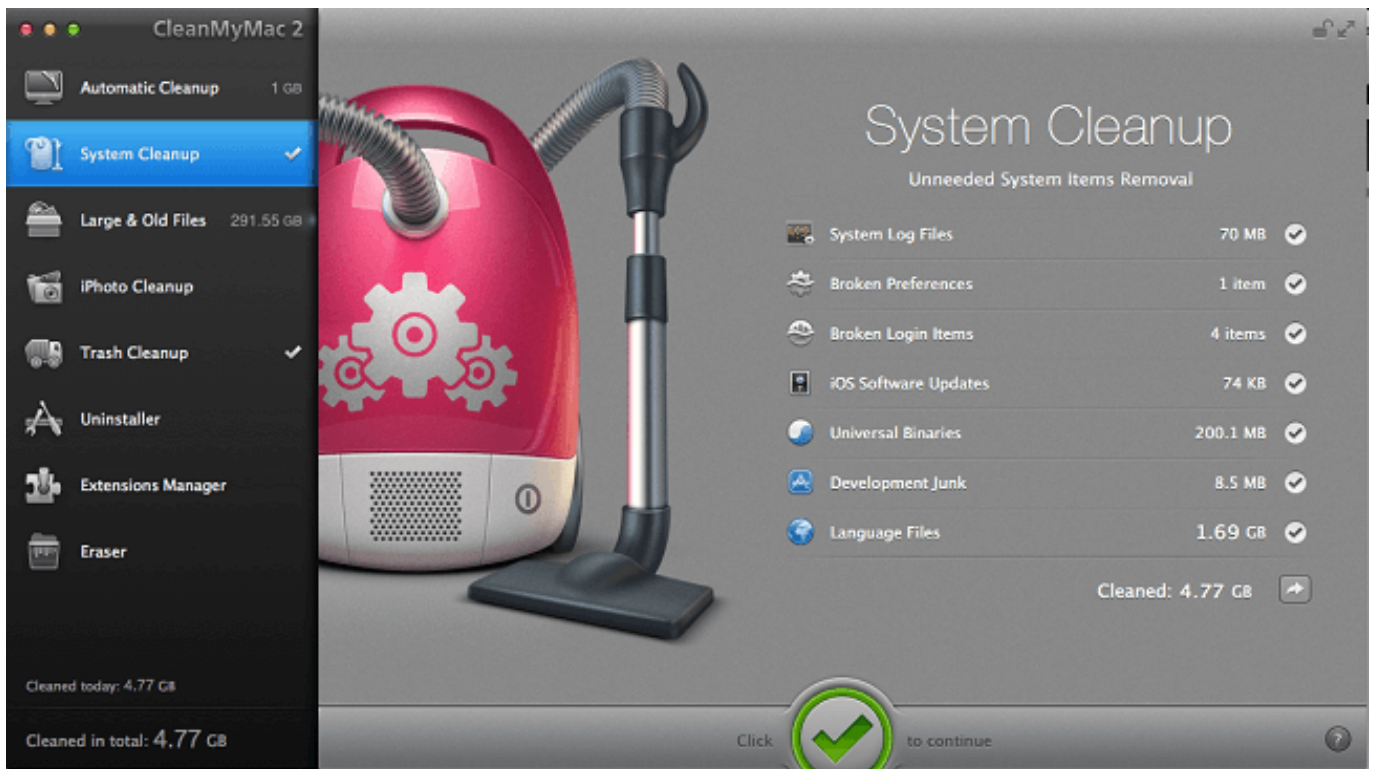 CleanMyMac 2
Automatic Cleanup 1 GB
System Cleanup
Large & Old Files 291.55 GB
iPhoto Cleanup
Trash Cleanup
Uninstaller
Extensions Manager
Eraser
Cleaned today: 4.77 GB
Cleaned in total: 4.77 GB
System Cleanup
Unneeded System Items Removal
System Log Files 70 MB
Broken Preferences 1 item
Broken Login Items 4 items
iOS Software Updates 74 KB
Universal Binaries 200.1 MB
Development Junk 8.5 MB
Language Files 1.69 GB
Cleaned: 4.77 GB
Click to continue
?